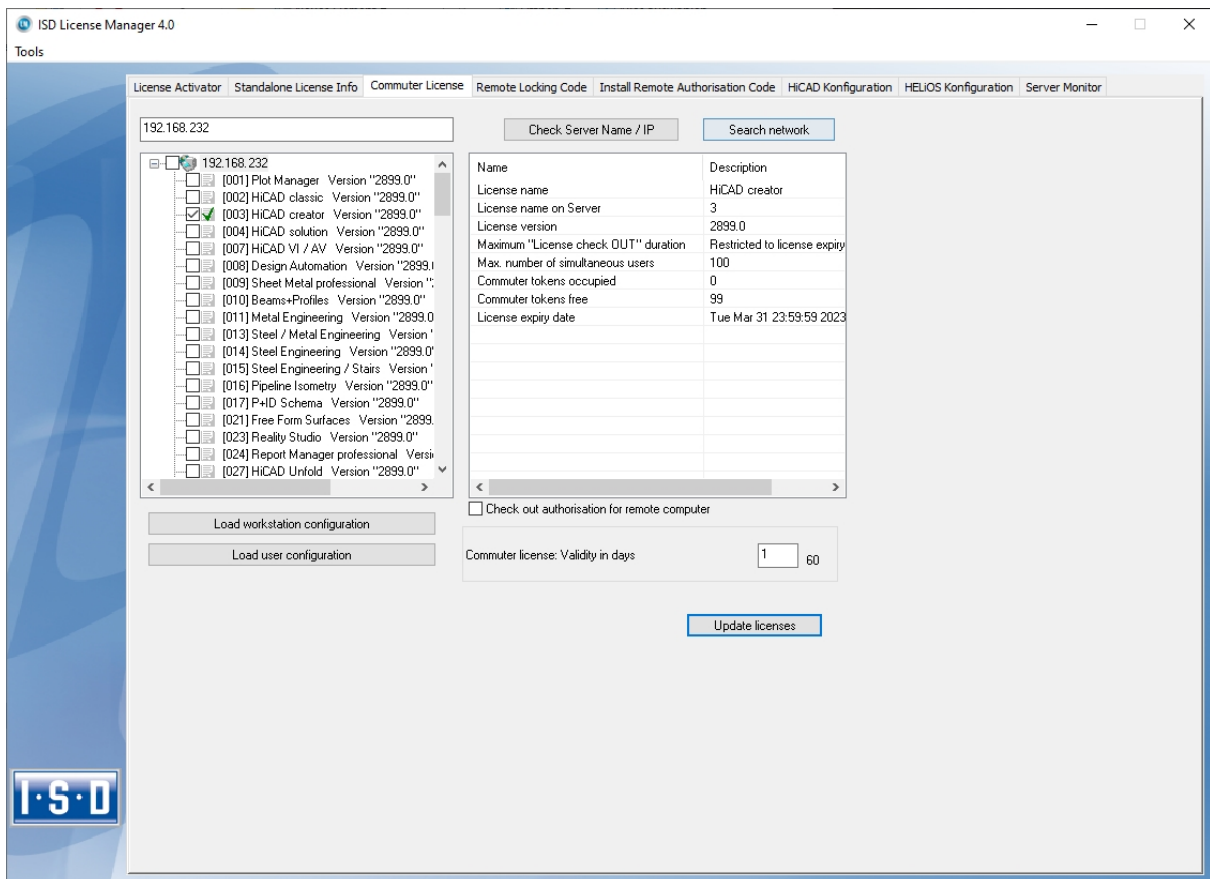 ISD License Manager 4.0
Tools
License Activator Standalone License Info Commuter License Remote Locking Code Install Remote Authorisation Code HiCAD Konfiguration HELiOS Konfiguration Server Monitor
192.168.232 Check Server Name / IP Search network
192.168.232
[001] Plot Manager Version "2899.0"
[002] HiCAD classic Version "2899.0"
[003] HiCAD creator Version "2899.0"
[004] HiCAD solution Version "2899.0"
[007] HiCAD VI / AV Version "2899.0"
[008] Design Automation Version "2899.
[009] Sheet Metal professional Version "
[010] Beams+Profiles Version "2899.0"
[011] Metal Engineering Version "2899.0
[013] Steel / Metal Engineering Version "
[014] Steel Engineering Version "2899.0"
[015] Steel Engineering / Stairs Version "
[016] Pipeline Isometry Version "2899.0"
[017] P+ID Schema Version "2899.0"
[021] Free Form Surfaces Version "2899.
[023] Reality Studio Version "2899.0"
[024] Report Manager professional Versi
[027] HiCAD Unfold Version "2899.0"
Name Description
License name HiCAD creator
License name on Server 3
License version 2899.0
Maximum "License check OUT" duration Restricted to license expiry
Max. number of simultaneous users 100
Commuter tokens occupied 0
Commuter tokens free 99
License expiry date Tue Mar 31 23:59:59 2023
Load workstation configuration
Load user configuration
Check out authorisation for remote computer
Commuter license: Validity in days 1 60
Update licenses
I·S·D